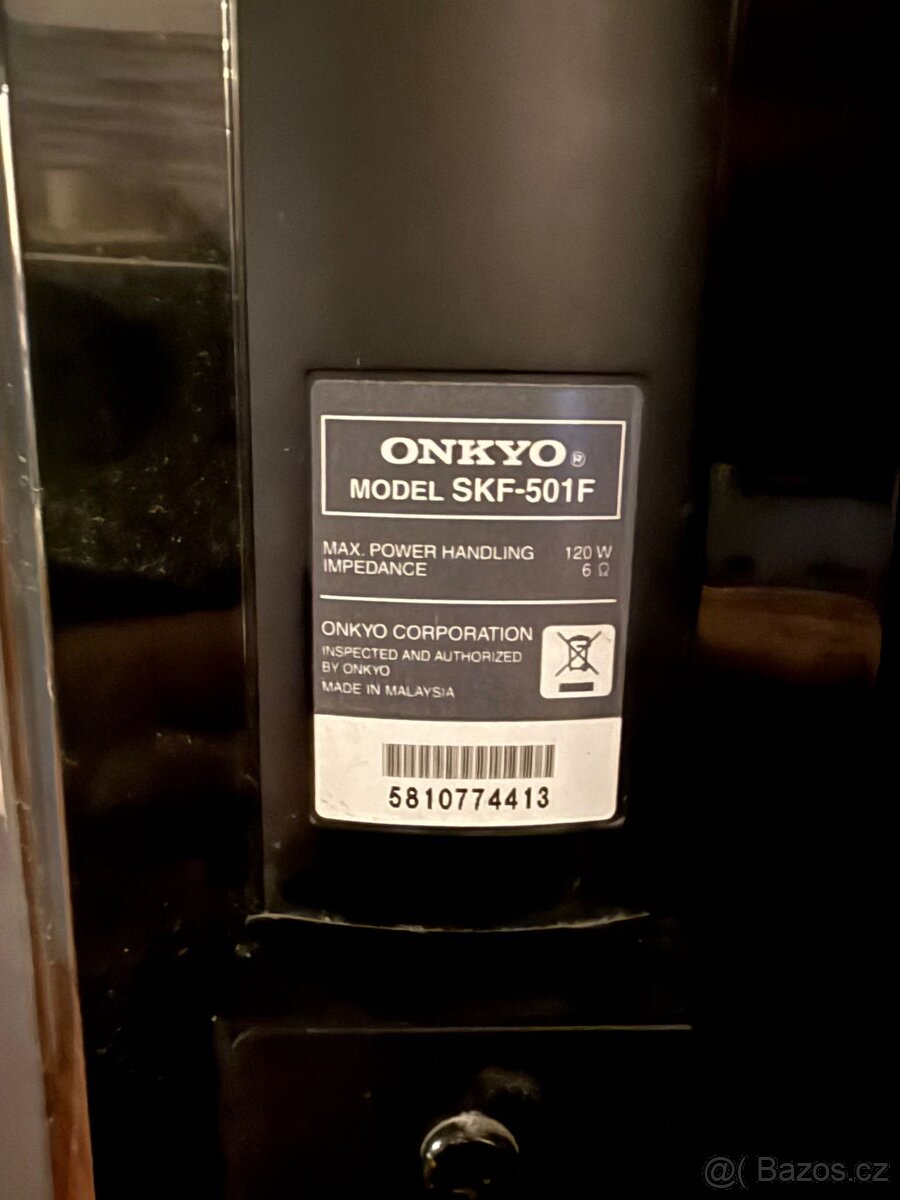 ONKYO®
MODEL SKF-501F
MAX. POWER HANDLING 120 W
IMPEDANCE 6 Ω
ONKYO CORPORATION
INSPECTED AND AUTHORIZED
BY ONKYO
MADE IN MALAYSIA
5810774413
@( Bazos.cz